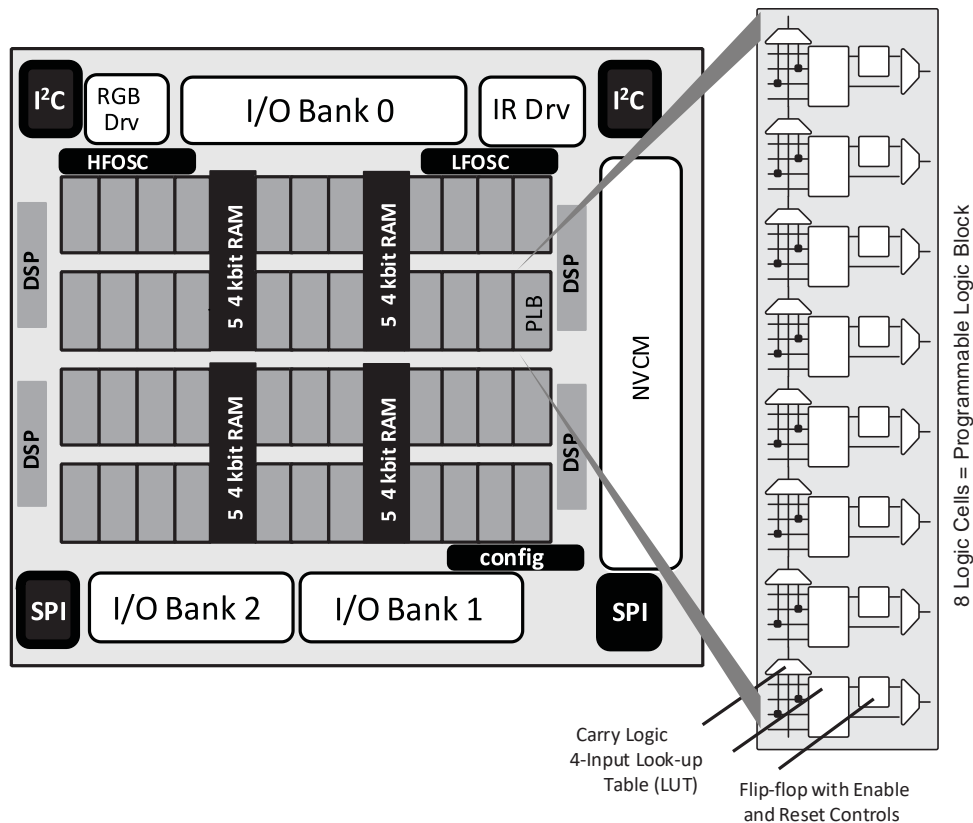 I²C
RGB
Drv
I/O Bank 0
IR Drv
I²C
HFOSC
LFOSC
DSP
5 4 kbit RAM
5 4 kbit RAM
DSP
PLB
NVCM
DSP
5 4 kbit RAM
5 4 kbit RAM
DSP
config
SPI
I/O Bank 2
I/O Bank 1
SPI
8 Logic Cells = Programmable Logic Block
Carry Logic
4-Input Look-up
Table (LUT)
Flip-flop with Enable
and Reset Controls